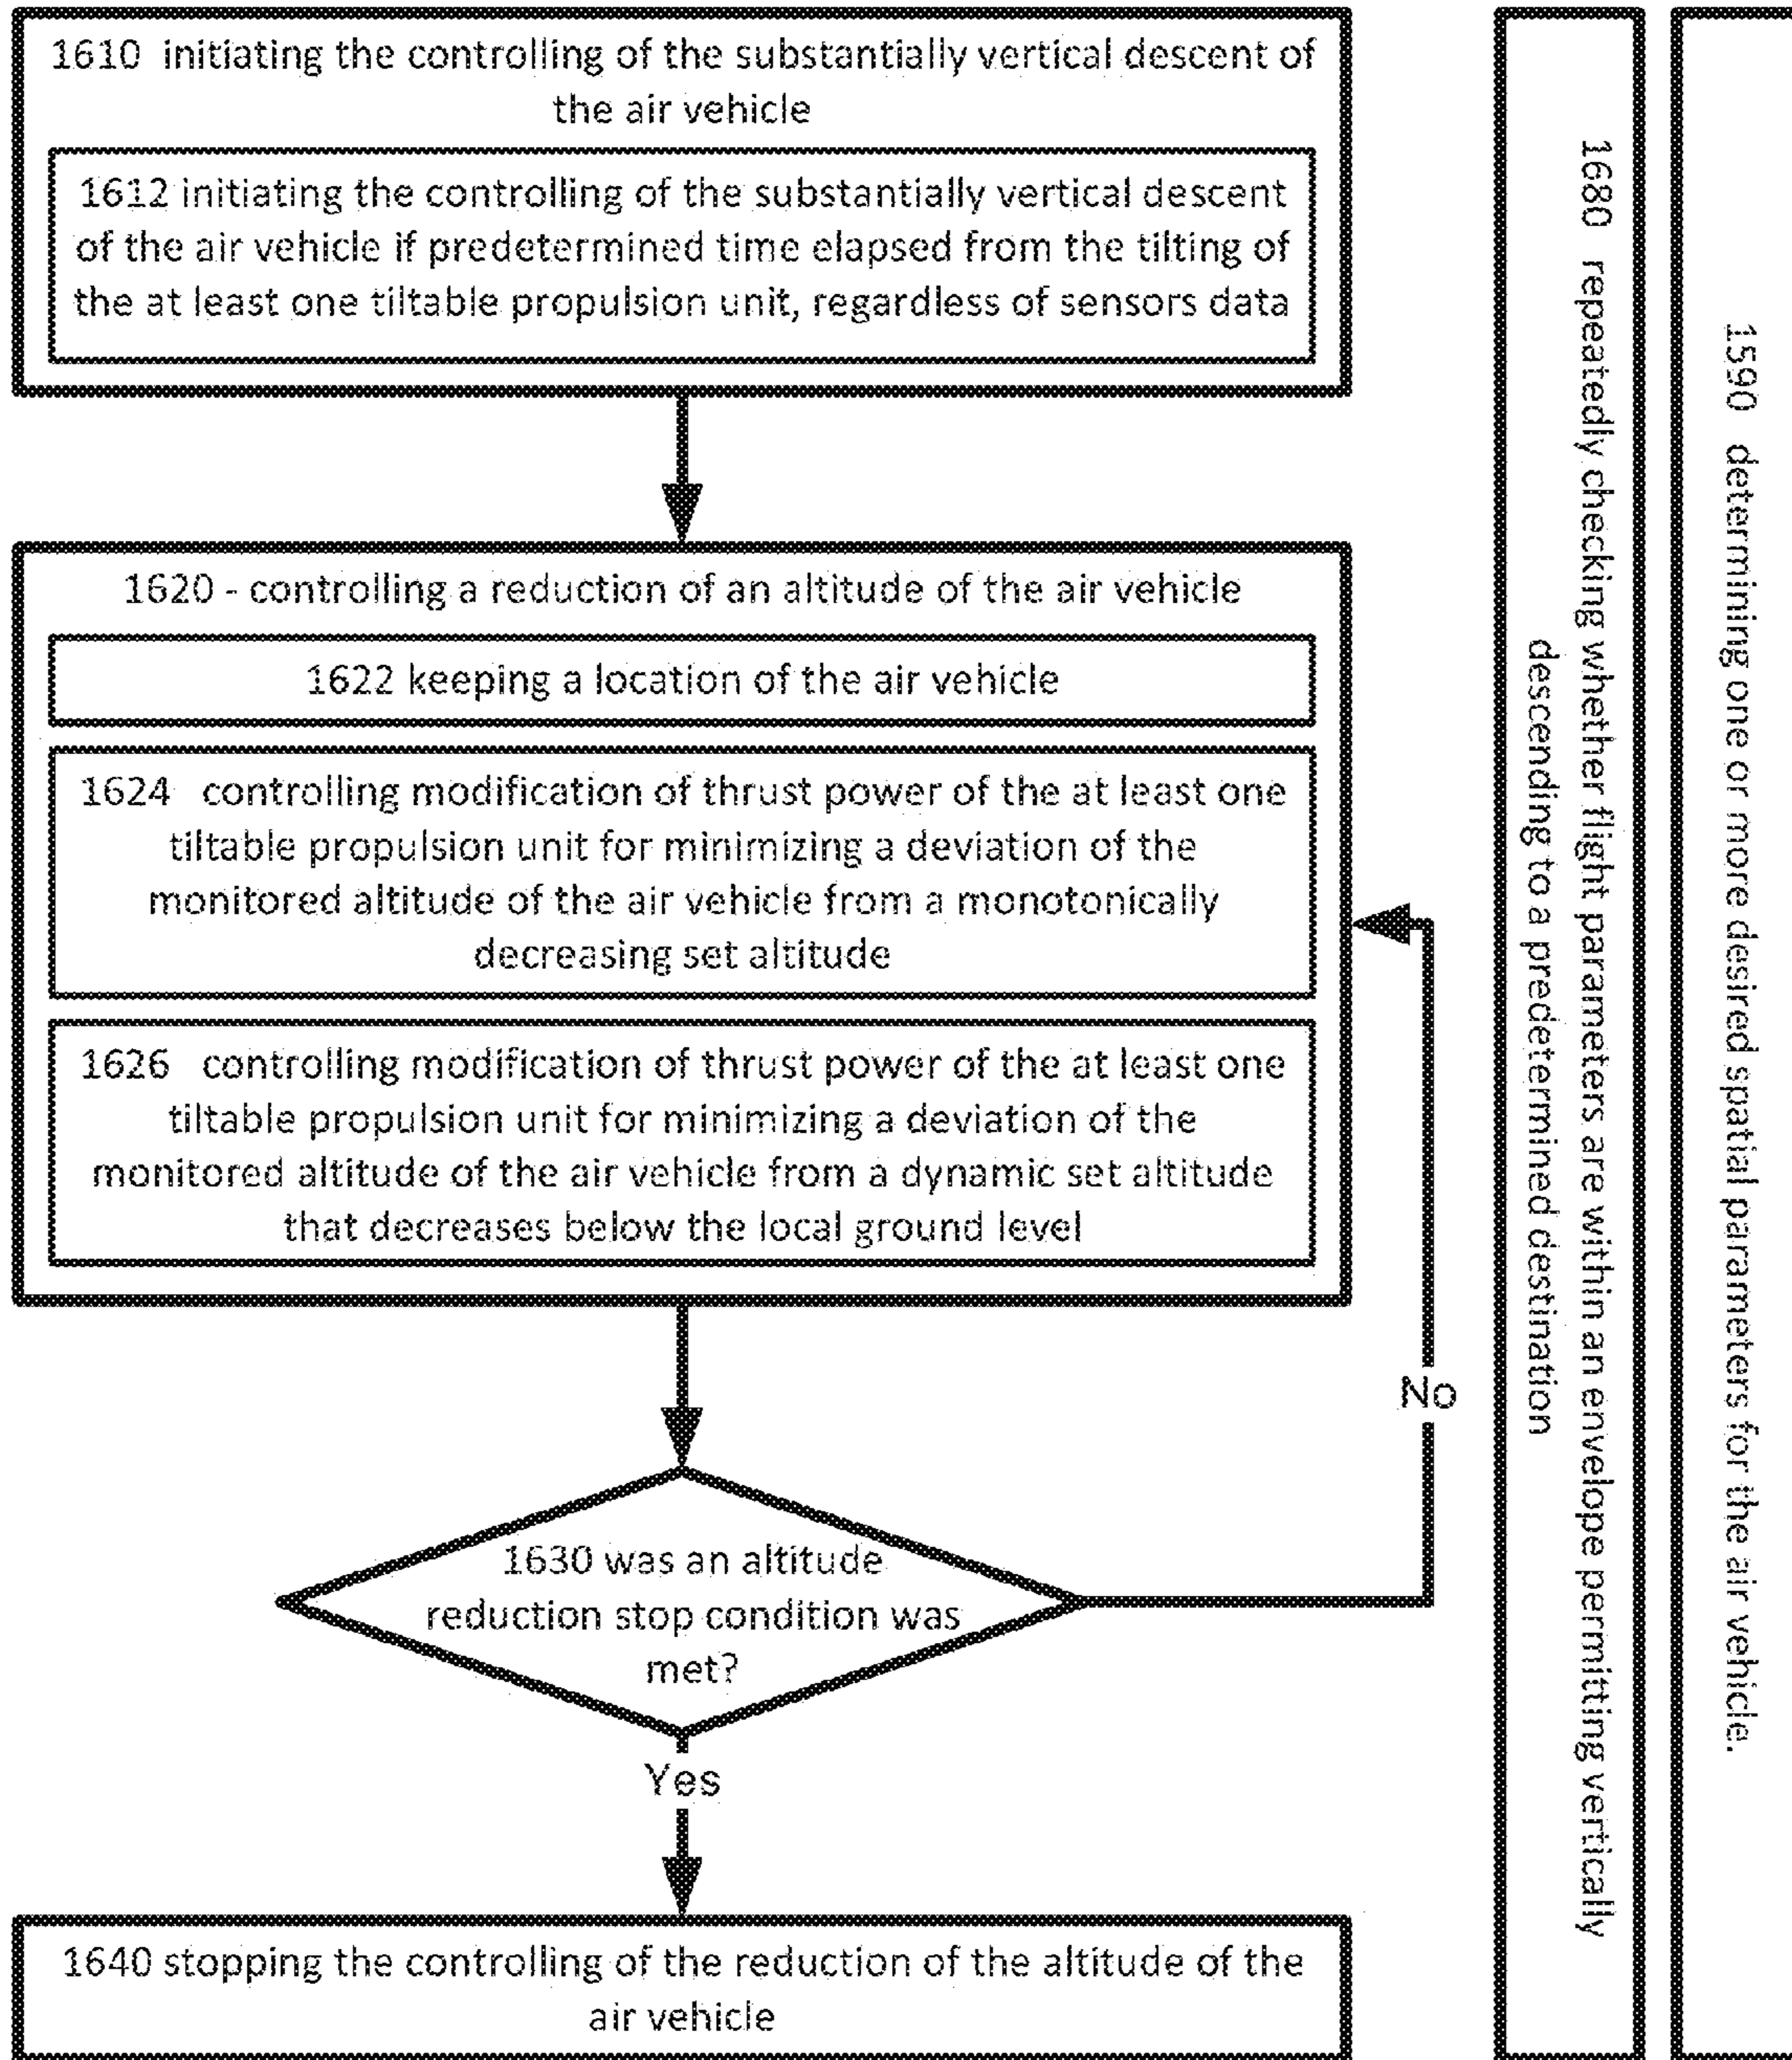 1610 initiating the controlling of the substantially vertical descent of
the air vehicle
1612 initiating the controlling of the substantially vertical descent
of the air vehicle if predetermined time elapsed from the tilting of
the at least one tiltable propulsion unit, regardless of sensors data
1620 - controlling a reduction of an altitude of the air vehicle
1622 keeping a location of the air vehicle
1624 controlling modification of thrust power of the at least one
tiltable propulsion unit for minimizing a deviation of the
monitored altitude of the air vehicle from a monotonically
decreasing set altitude
1626 controlling modification of thrust power of the at least one
tiltable propulsion unit for minimizing a deviation of the
monitored altitude of the air vehicle from a dynamic set altitude
that decreases below the local ground level
No
1630 was an altitude
reduction stop condition was
met?
Yes
1640 stopping the controlling of the reduction of the altitude of the
air vehicle
1680 repeatedly checking whether flight parameters are within an envelope permitting vertically
descending to a predetermined destination
1590 determining one or more desired spatial parameters for the air vehicle.